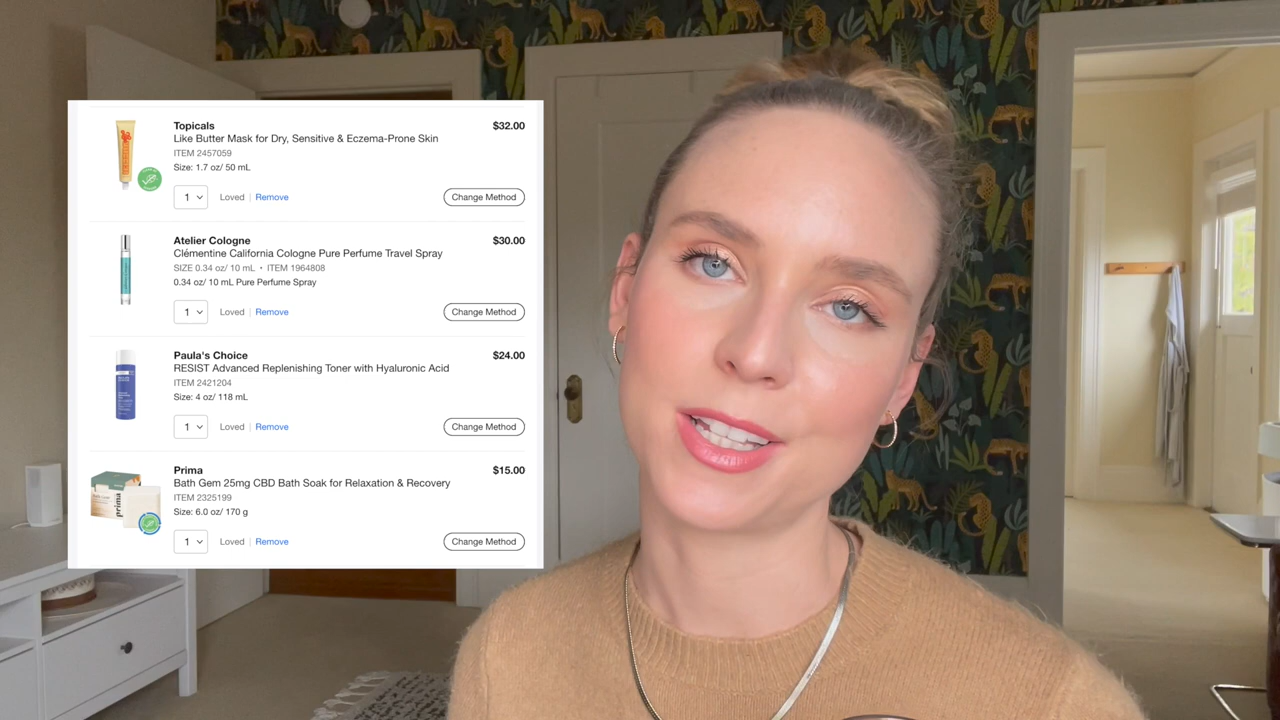 Topicals
$32.00
Like Butter Mask for Dry, Sensitive & Eczema-Prone Skin
ITEM 2457059
Size: 1.7 oz/ 50 mL
1 Loved | Remove Change Method
Atelier Cologne
$30.00
Clémentine California Cologne Pure Perfume Travel Spray
SIZE 0.34 oz/ 10 mL • ITEM 1964808
0.34 oz/ 10 mL Pure Perfume Spray
1 Loved | Remove Change Method
Paula's Choice
$24.00
RESIST Advanced Replenishing Toner with Hyaluronic Acid
ITEM 2421204
Size: 4 oz/ 118 mL
1 Loved | Remove Change Method
Prima
$15.00
Bath Gem 25mg CBD Bath Soak for Relaxation & Recovery
ITEM 2325199
Size: 6.0 oz/ 170 g
1 Loved | Remove Change Method
prima